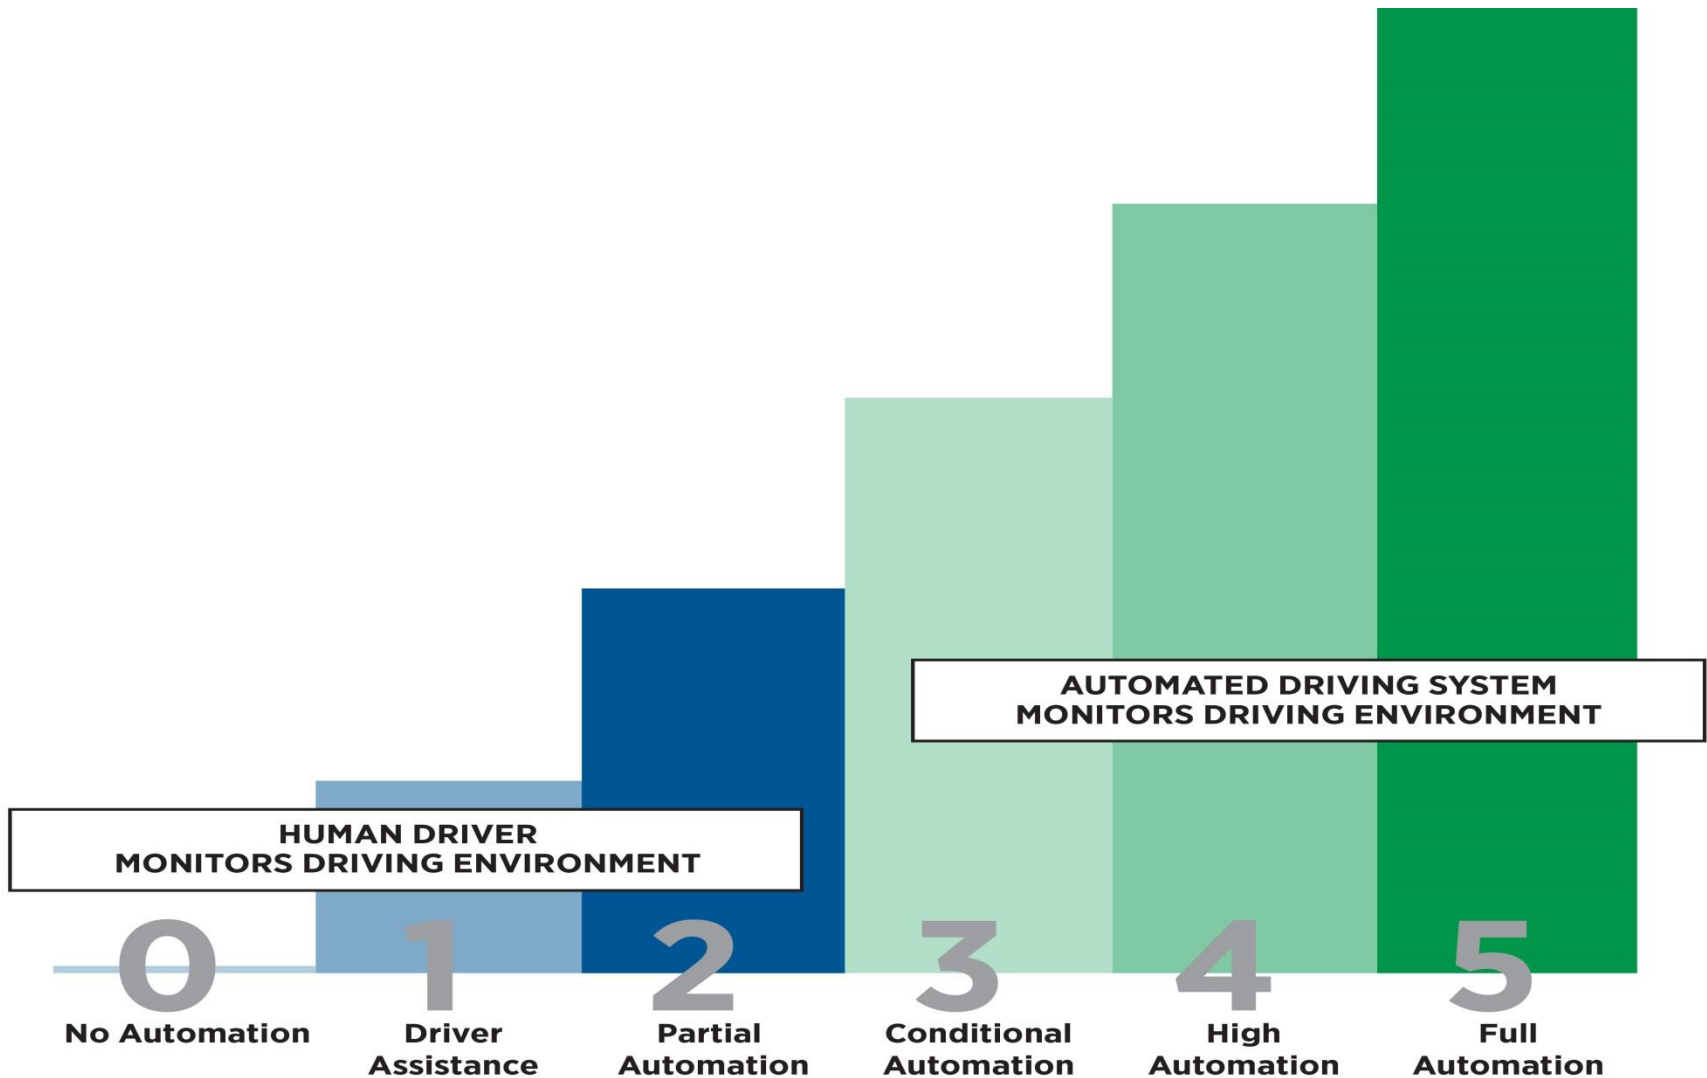 AUTOMATED DRIVING SYSTEM
MONITORS DRIVING ENVIRONMENT
HUMAN DRIVER
MONITORS DRIVING ENVIRONMENT
0
No Automation
1
Driver
Assistance
2
Partial
Automation
3
Conditional
Automation
4
High
Automation
5
Full
Automation